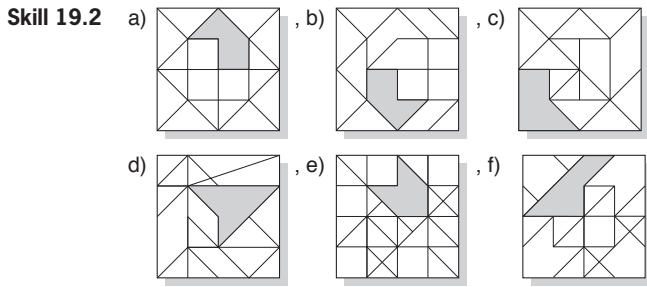 Skill 19.2 a) , b) , c)
d) , e) , f)